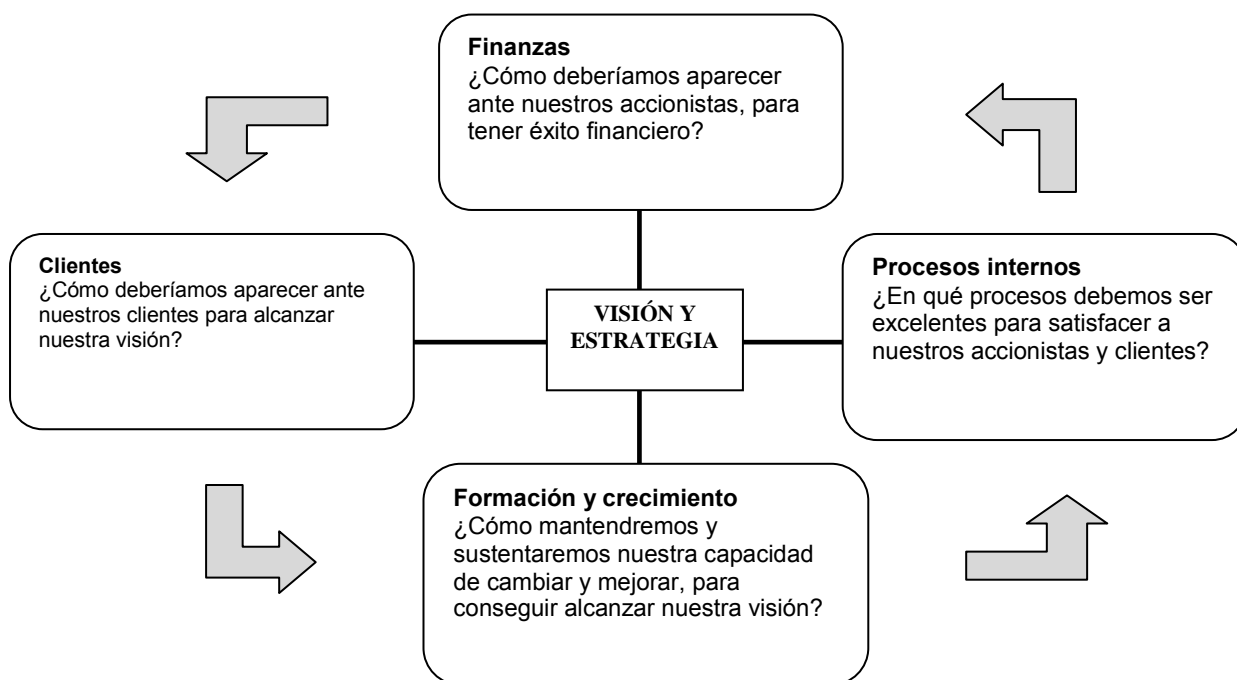 Finanzas
¿Cómo deberíamos aparecer
ante nuestros accionistas, para
tener éxito financiero?
Clientes
¿Cómo deberíamos aparecer ante
nuestros clientes para alcanzar
nuestra visión?
VISIÓN Y
ESTRATEGIA
Procesos internos
¿En qué procesos debemos ser
excelentes para satisfacer a
nuestros accionistas y clientes?
Formación y crecimiento
¿Cómo mantendremos y
sustentaremos nuestra capacidad
de cambiar y mejorar, para
conseguir alcanzar nuestra visión?